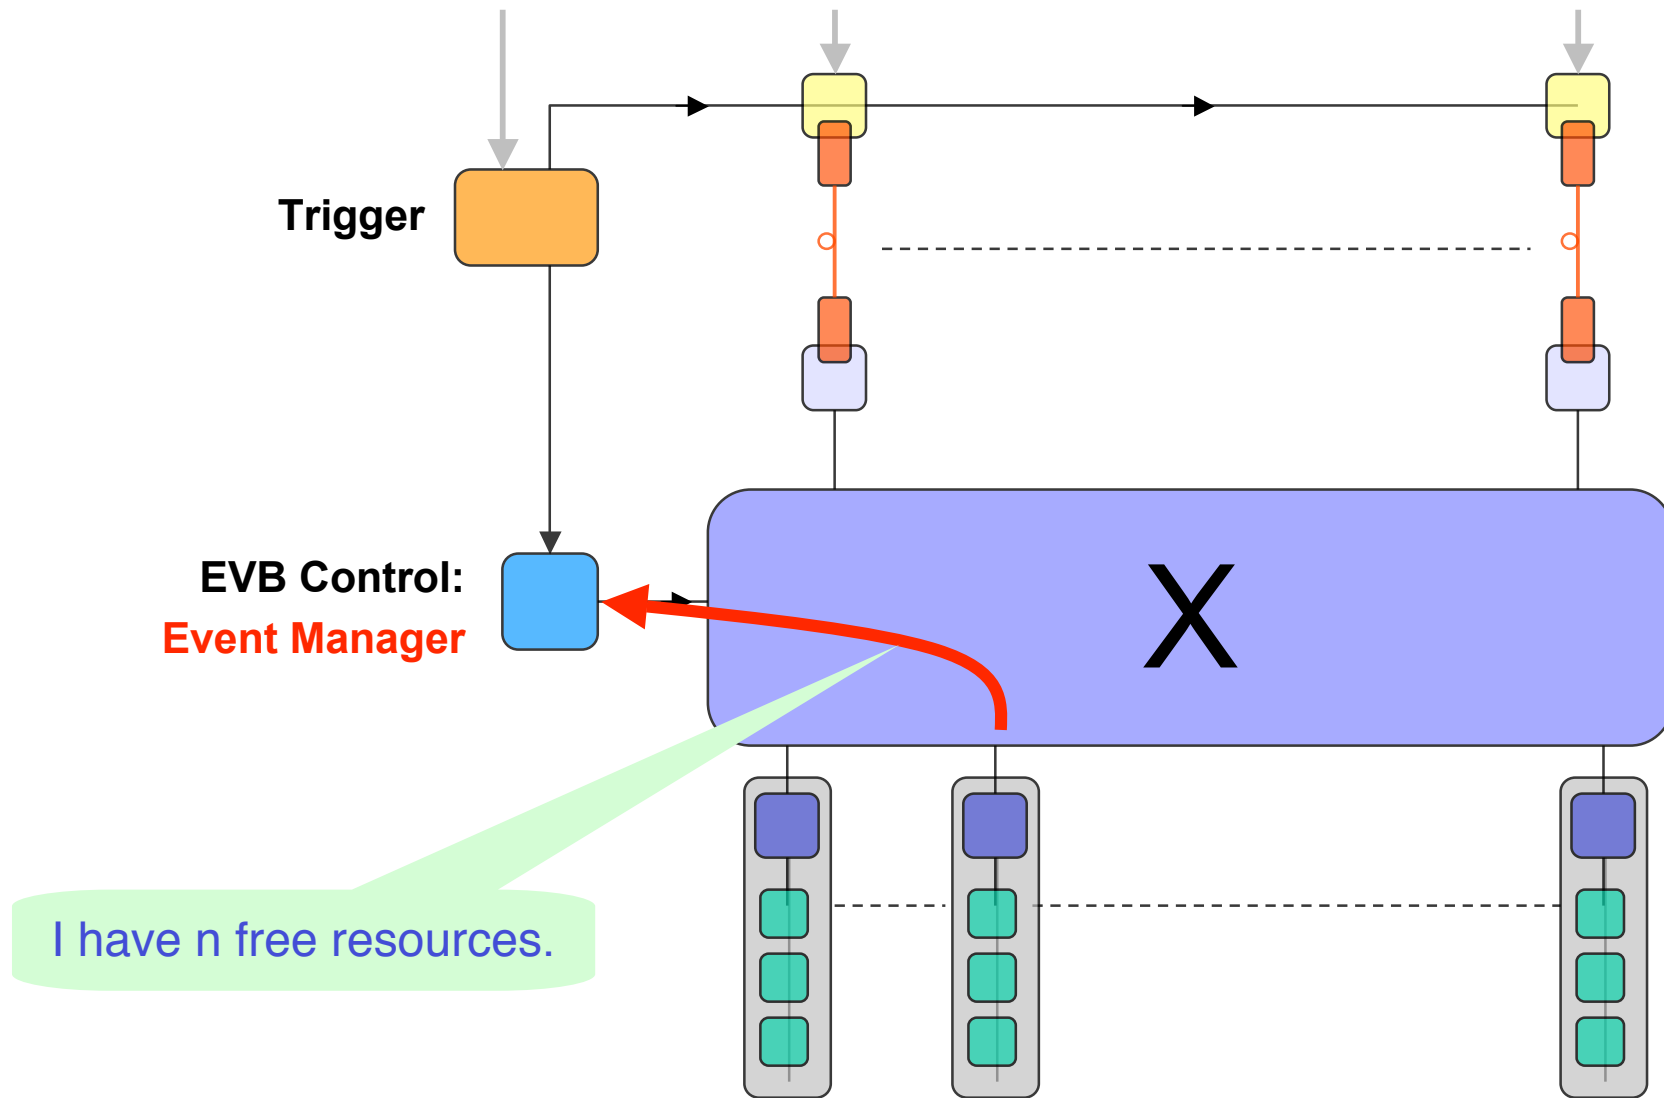 Trigger
EVB Control:
Event Manager
X
I have n free resources.